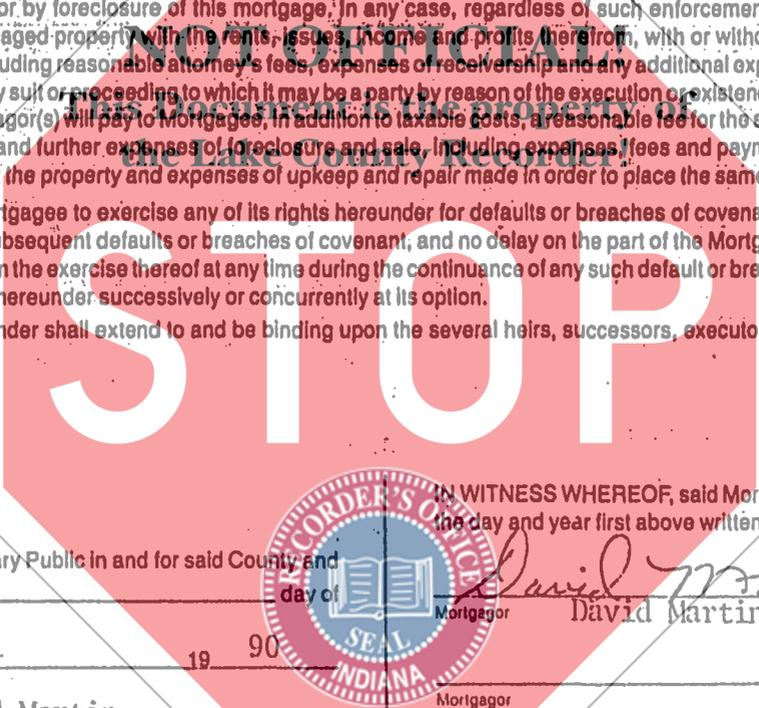 or by foreclosure of this mortgage. In any case, regardless of such enforcemen
aged property with the rents, issues, income and profits therefrom, with or witho
NOT OFFICIAL!
uding reasonable attorney's fees, expenses of receivership and any additional exp
y suit or proceeding to which it may be a party by reason of the execution or existen
This Document is the property of
gor(s) will pay to Mortgagee, in addition to taxable costs, a reasonable fee for the s
and further expenses of foreclosure and sale, including expenses, fees and paym
the Lake County Recorder!
the property and expenses of upkeep and repair made in order to place the same
rtgagee to exercise any of its rights hereunder for defaults or breaches of covena
ubsequent defaults or breaches of covenant, and no delay on the part of the Mortg
n the exercise thereof at any time during the continuance of any such default or bre
hereunder successively or concurrently at its option.
nder shall extend to and be binding upon the several heirs, successors, executo
STOP
IN WITNESS WHEREOF, said Mor
the day and year first above written
ary Public in and for said County and
day of
RECORDER'S OFFICE
SEAL
INDIANA
David Ma
Mortgagor David Martin
19 90
Mortgagor
Martin